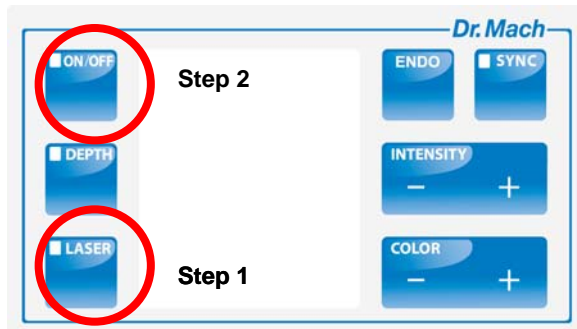 Dr. Mach
ON/OFF
Step 2
ENDO
SYNC
DEPTH
INTENSITY
− +
LASER
Step 1
COLOR
− +